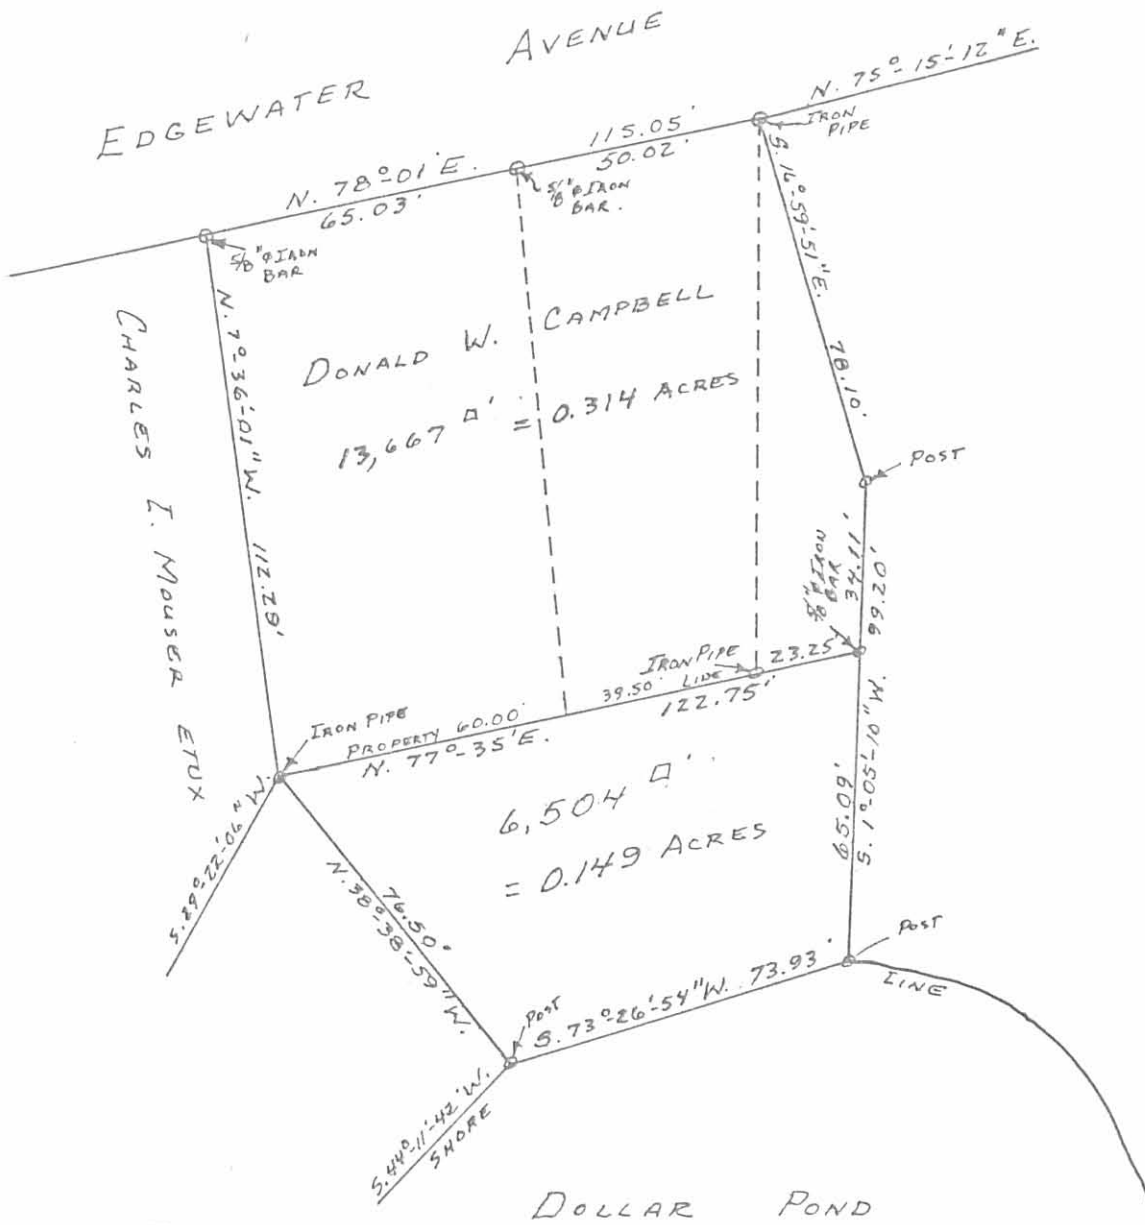 EDGEWATER AVENUE
N. 75°-15'-12" E.
115.05'
50.02'
IRON
PIPE
N. 78°-01' E.
65.03'
5/8" φ IRON
BAR.
5/8" φ IRON
BAR
S. 16°-59'-51" E.
78.10'
CHARLES I. MOUSER ETUX
N. 7°-36'-01" W. 112.28'
DONALD W. CAMPBELL
13,667 □' = 0.314 ACRES
POST
5/8" φ IRON
BAR
34.11'
99.20'
IRON PIPE
23.25'
39.50' LINE
122.75'
IRON PIPE
PROPERTY 60.00'
N. 77°-35' E.
6,504 □'
= 0.149 ACRES
65.09'
S. 1°-05'-10" W.
S. 29°-22'-06" W.
76.50'
N. 38°-38'-59" W.
POST
LINE
S. 73°-26'-54" W. 73.93'
POST
S. 44°-11'-42" W.
SHORE
DOLLAR POND